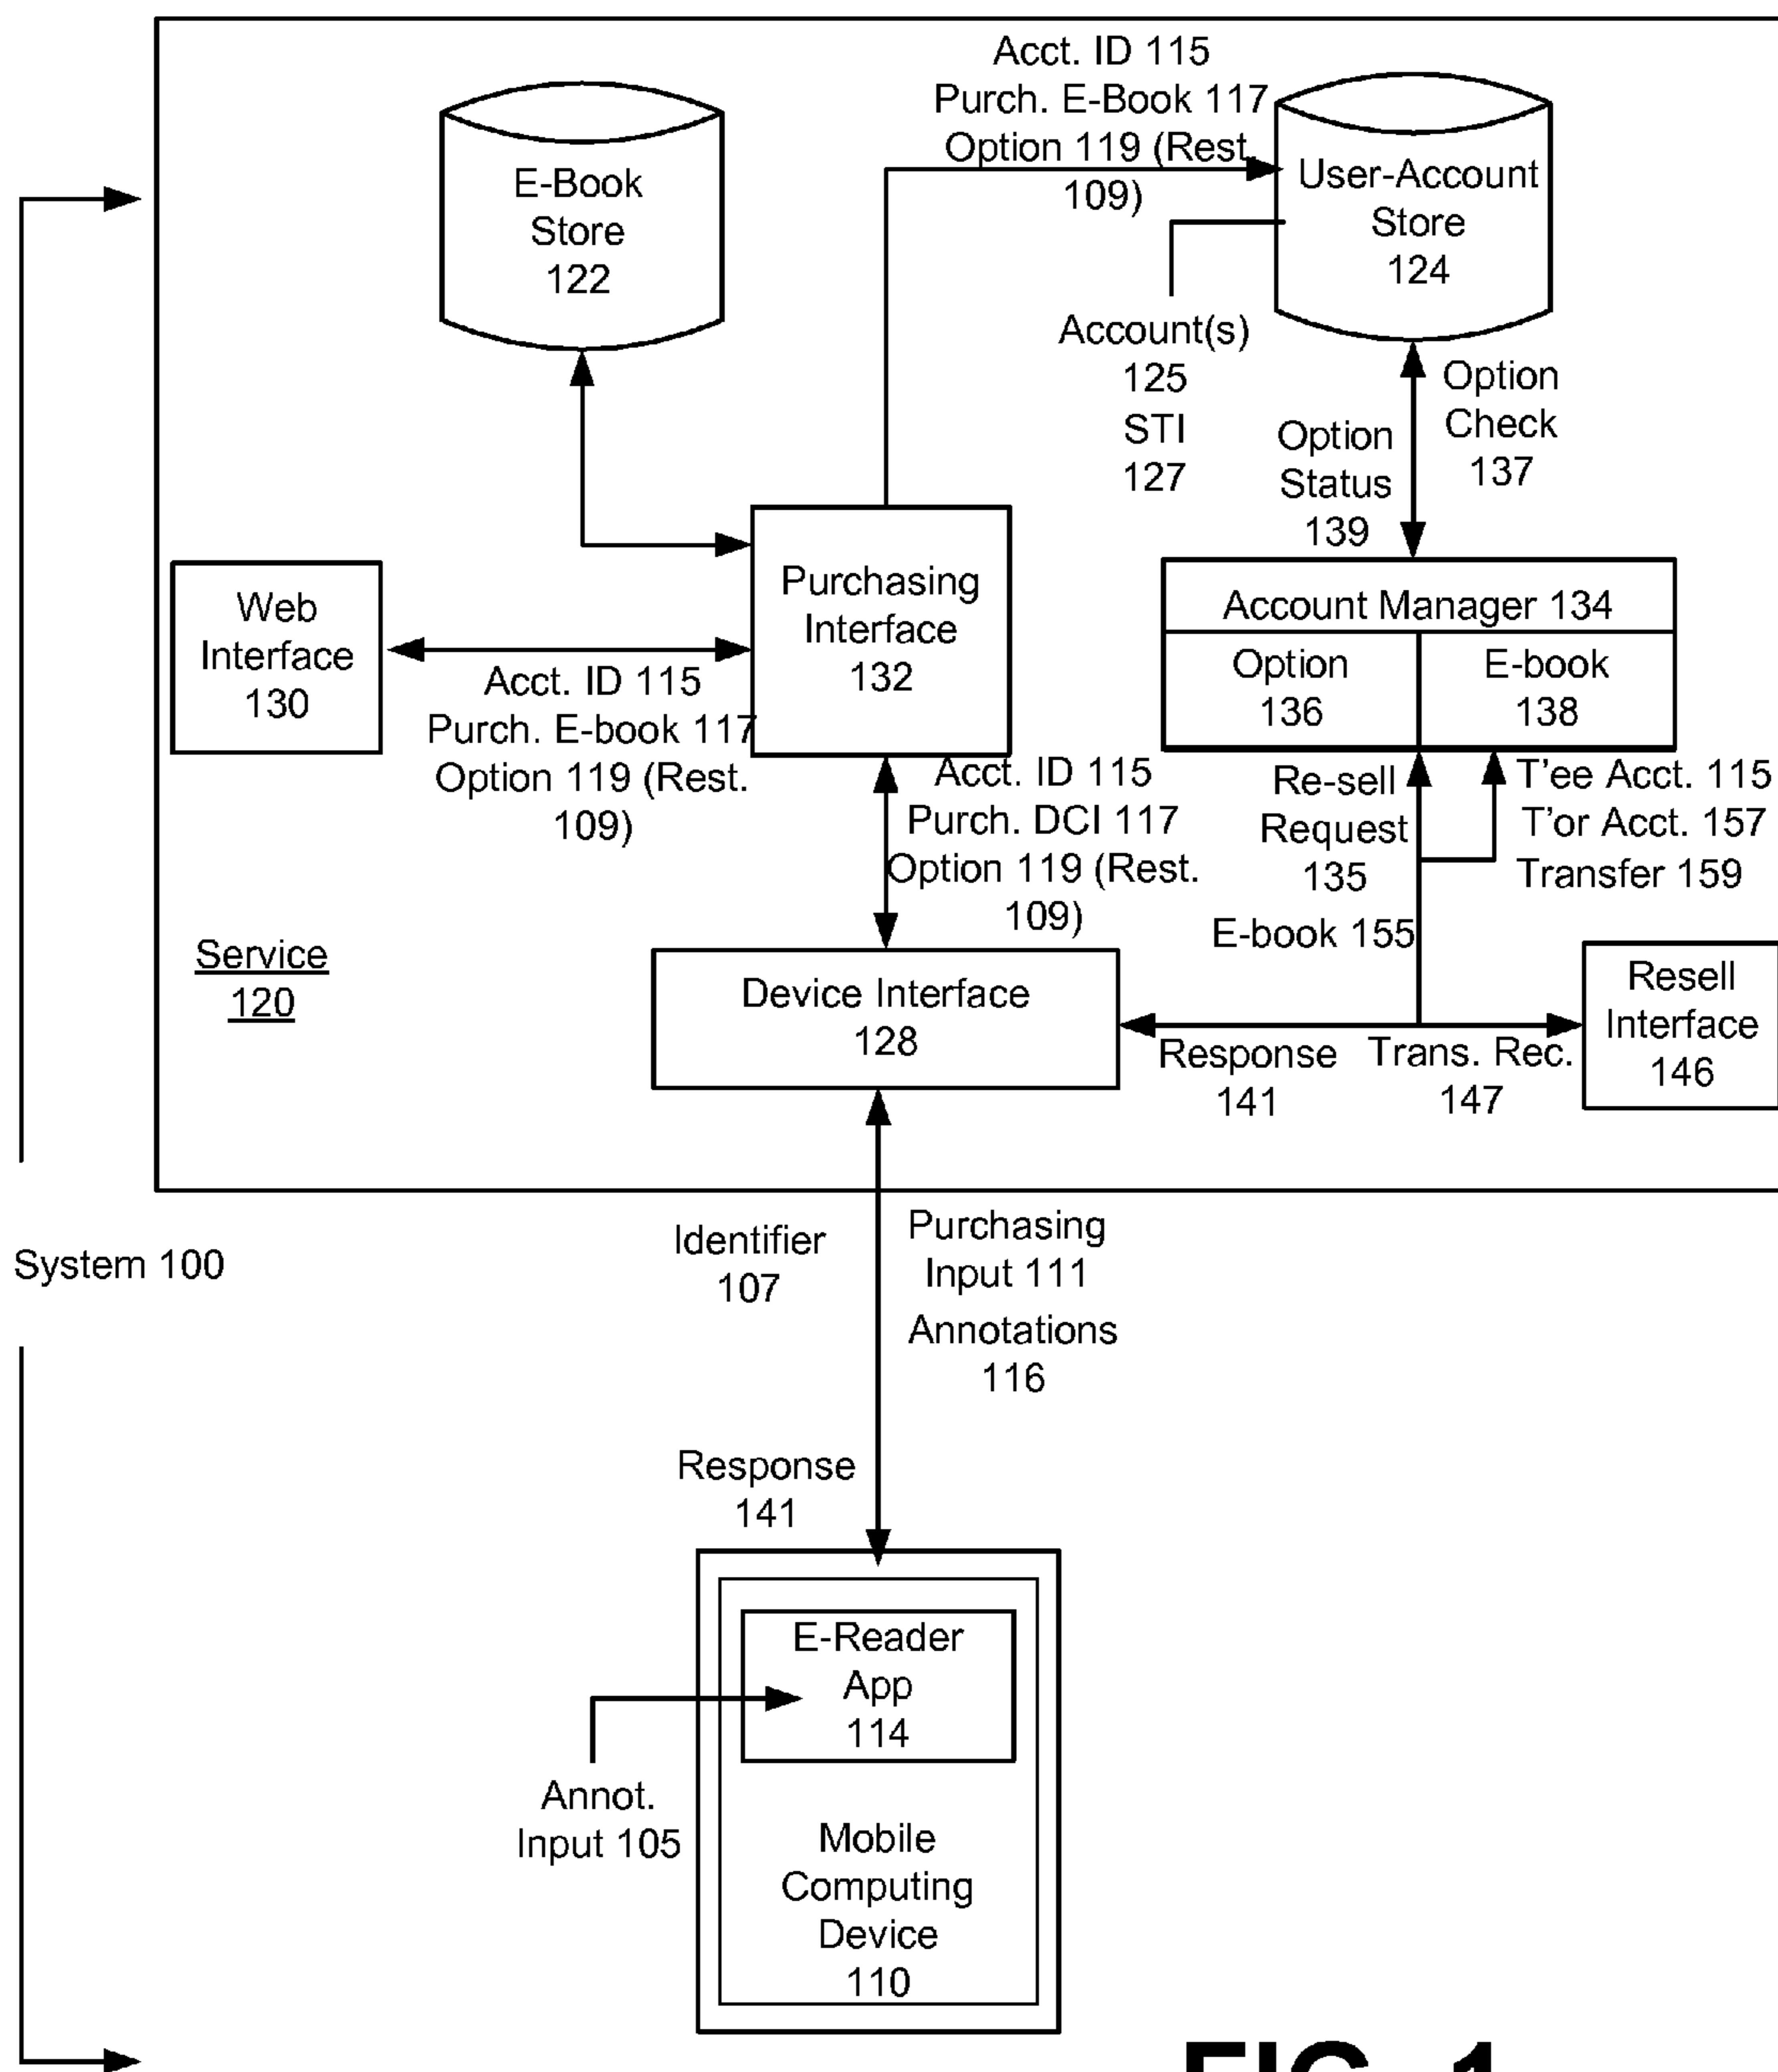 Acct. ID 115
Purch. E-Book 117
Option 119 (Rest.
109)
E-Book
Store
122
User-Account
Store
124
Account(s)
125
STI
127
Option
Status
139
Option
Check
137
Web
Interface
130
Purchasing
Interface
132
Account Manager 134
Option
136
E-book
138
Acct. ID 115
Purch. E-book 117
Option 119 (Rest.
109)
Acct. ID 115
Purch. DCI 117
Option 119 (Rest.
109)
Re-sell
Request
135
T'ee Acct. 115
T'or Acct. 157
Transfer 159
E-book 155
Service
120
Device Interface
128
Resell
Interface
146
Response
141
Trans. Rec.
147
System 100
Identifier
107
Purchasing
Input 111
Annotations
116
Response
141
E-Reader
App
114
Annot.
Input 105
Mobile
Computing
Device
110
FIG. 1